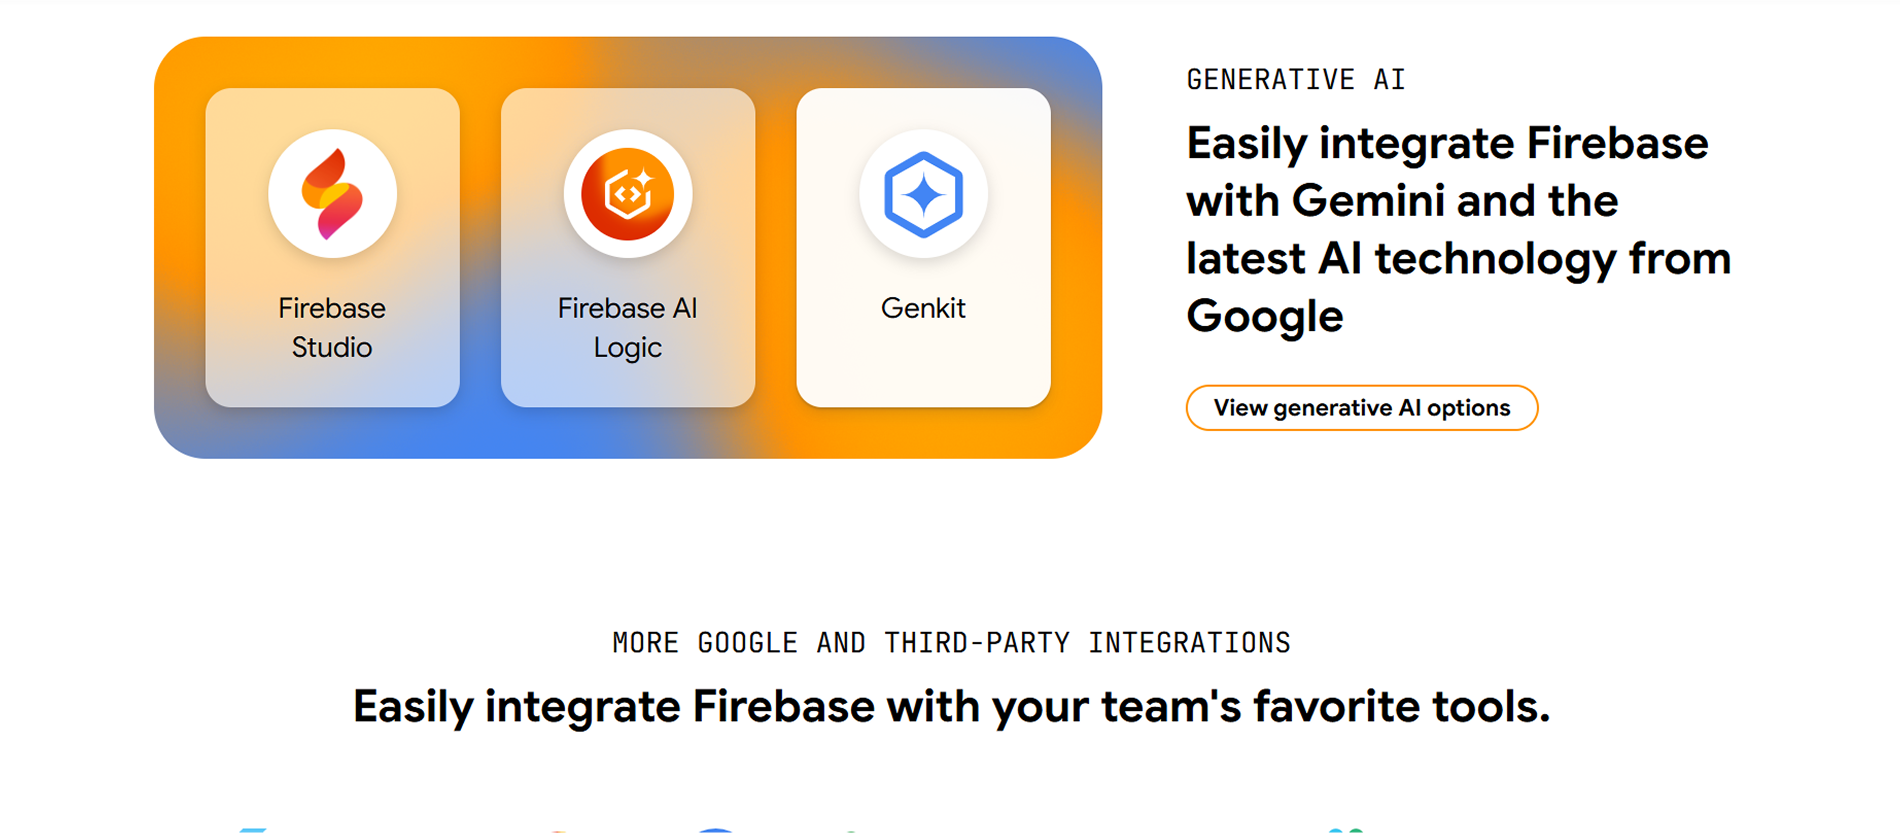 Firebase
Studio
Firebase AI
Logic
Genkit
GENERATIVE AI
Easily integrate Firebase
with Gemini and the
latest AI technology from
Google
View generative AI options
MORE GOOGLE AND THIRD-PARTY INTEGRATIONS
Easily integrate Firebase with your team's favorite tools.